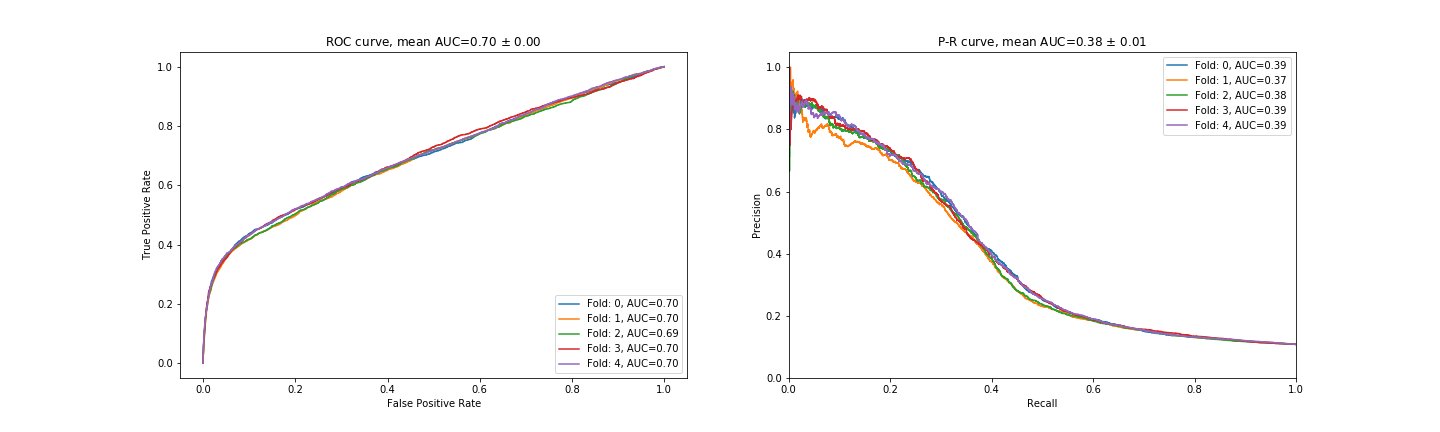 ROC curve, mean AUC=0.70 ± 0.00
True Positive Rate
1.0
0.8
0.6
0.4
0.2
0.0
0.0 0.2 0.4 0.6 0.8 1.0
False Positive Rate
Fold: 0, AUC=0.70
Fold: 1, AUC=0.70
Fold: 2, AUC=0.69
Fold: 3, AUC=0.70
Fold: 4, AUC=0.70
P-R curve, mean AUC=0.38 ± 0.01
Precision
1.0
0.8
0.6
0.4
0.2
0.0
0.0 0.2 0.4 0.6 0.8 1.0
Recall
Fold: 0, AUC=0.39
Fold: 1, AUC=0.37
Fold: 2, AUC=0.38
Fold: 3, AUC=0.39
Fold: 4, AUC=0.39